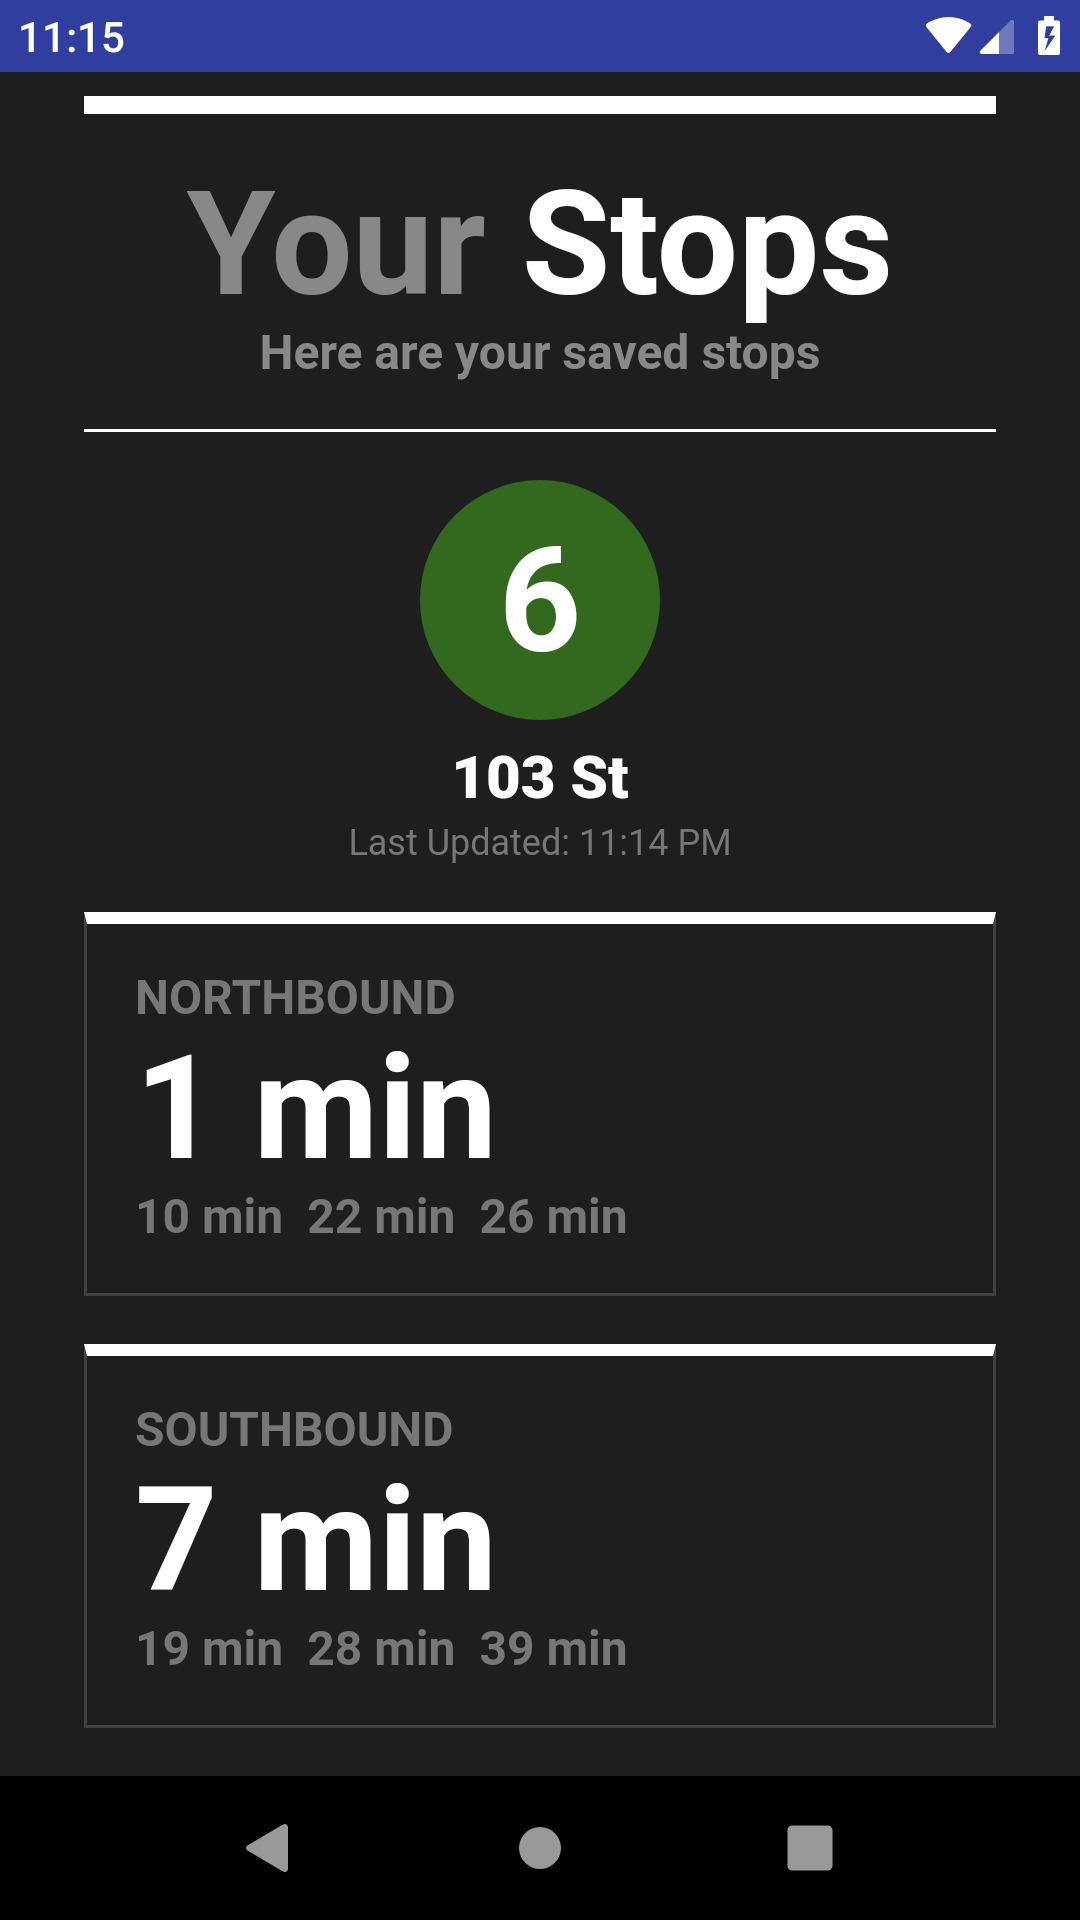 11:15
Your Stops
Here are your saved stops
6
103 St
Last Updated: 11:14 PM
NORTHBOUND
1 min
10 min 22 min 26 min
SOUTHBOUND
7 min
19 min 28 min 39 min